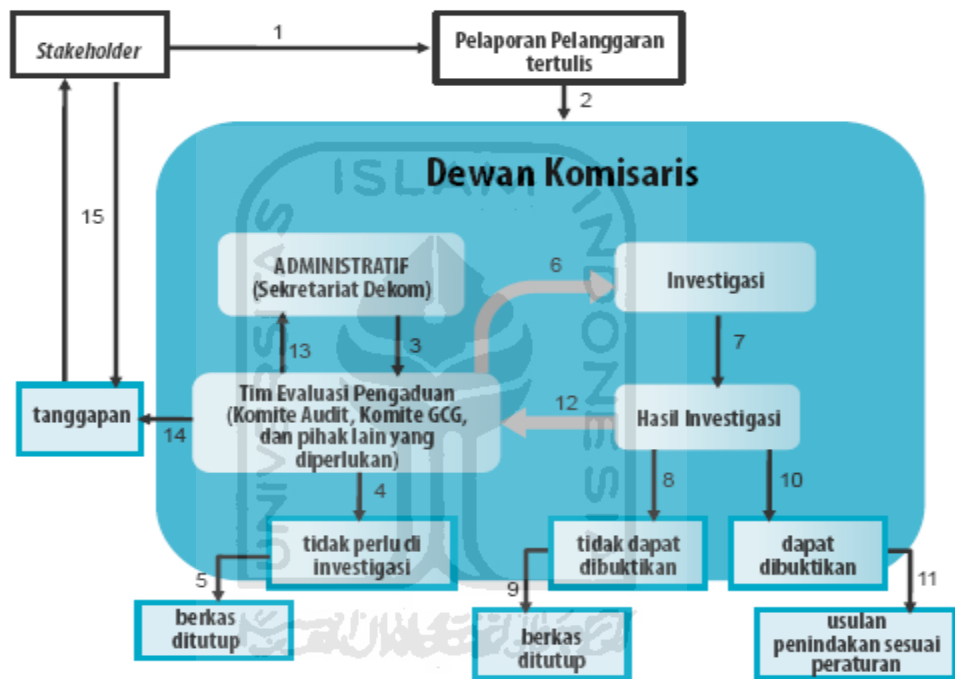 Stakeholder
1
Pelaporan Pelanggaran
tertulis
2
Dewan Komisaris
UNIVERSITAS
ISLAM
INDONESIA
15
ADMINISTRATIF
(Sekretariat Dekom)
6
Investigasi
13
3
7
tanggapan
14
Tim Evaluasi Pengaduan
(Komite Audit, Komite GCG,
dan pihak lain yang
diperlukan)
12
Hasil Investigasi
4
8
10
tidak perlu di
investigasi
tidak dapat
dibuktikan
dapat
dibuktikan
5
9
11
berkas
ditutup
berkas
ditutup
usulan
penindakan sesuai
peraturan